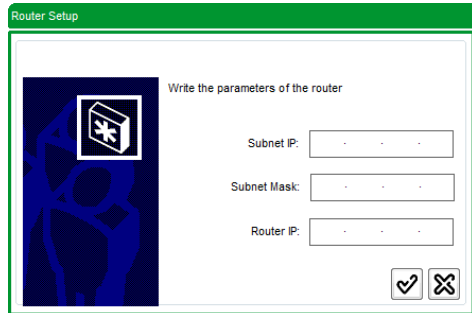 Router Setup
Write the parameters of the router
Subnet IP: . . .
Subnet Mask: . . .
Router IP: . . .